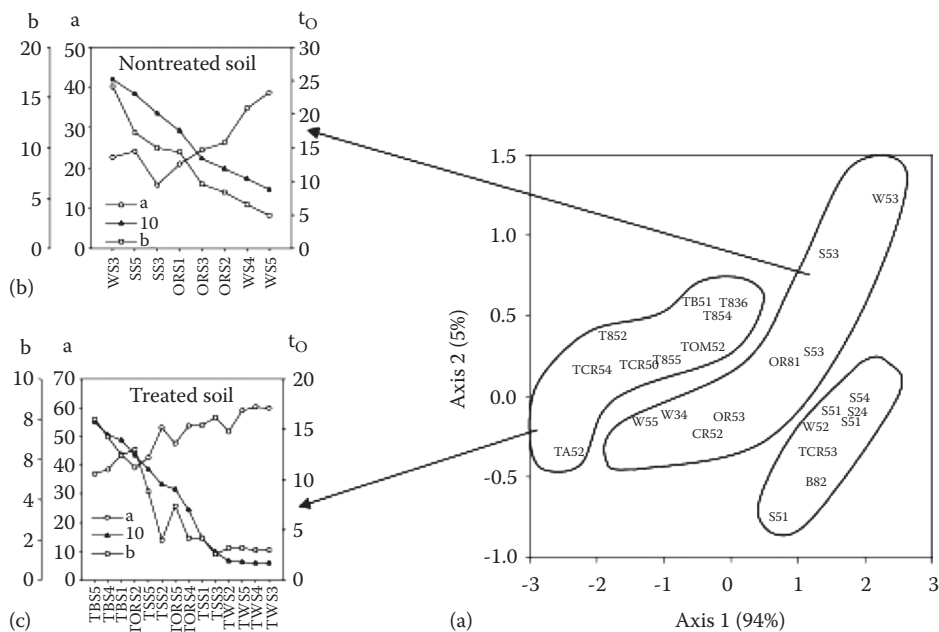 b
a
t_O
20
15
10
5
0
50
40
30
20
10
0
30
25
20
15
10
5
0
Nontreated soil
a
10
b
WS3
SS5
SS3
ORS1
ORS3
ORS2
WS4
WS5
(b)
b
a
t_O
10
8
8
4
2
0
70
60
50
40
30
20
10
0
20
15
10
5
0
Treated soil
a
10
b
TBS5
TBS4
TBS1
TORS2
TSS5
TSS2
TORS5
TORS4
TSS1
TSS3
TWS2
TWS5
TWS4
TWS3
(c)
1.5
1.0
0.5
0.0
-0.5
-1.0
Axis 2 (5%)
W53
S53
TB51 T836
T854
T852
TOM52
T855
TCR50
TCR54
S53
OR81
W55 W34 OR53
CR52
TA52
S54
S51 S24
W52 S51
TCR53
B82
S51
-3 -2 -1 0 1 2 3
(a)
Axis 1 (94%)